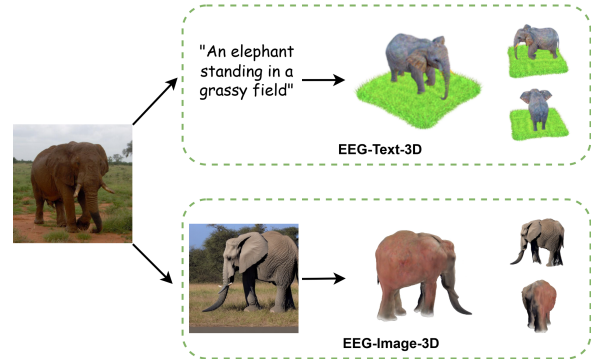 "An elephant
standing in a
grassy field"
EEG-Text-3D
EEG-Image-3D